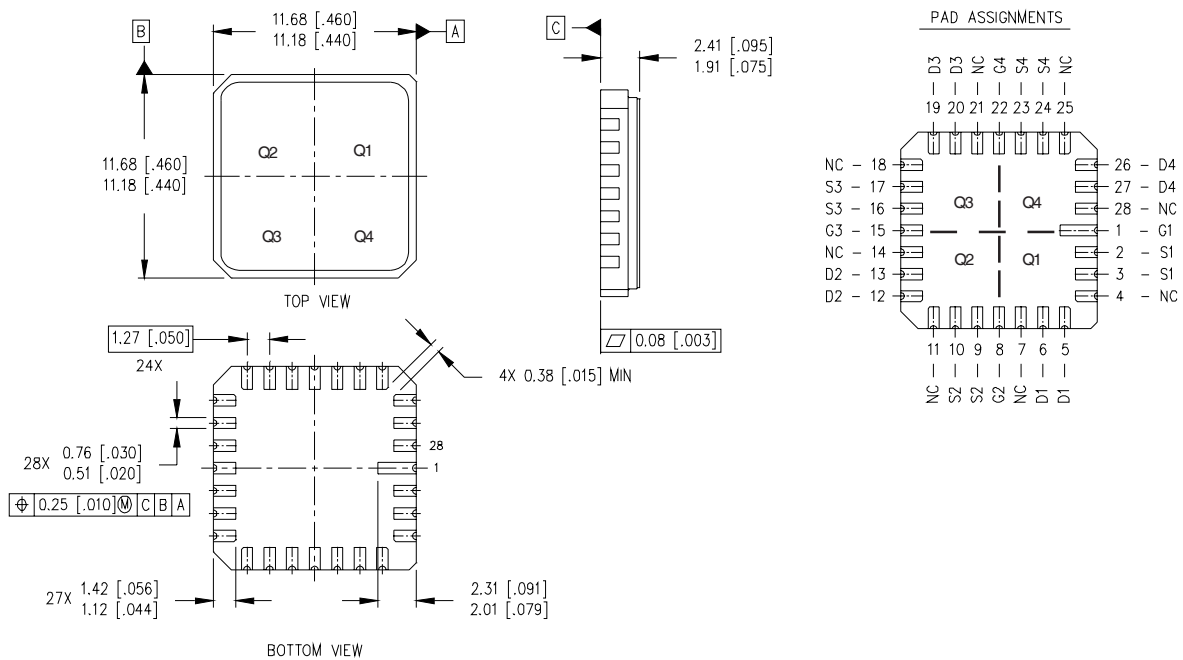 B
11.68 [.460]
11.18 [.440]
A
11.68 [.460]
11.18 [.440]
Q2
Q1
Q3
Q4
TOP VIEW
C
2.41 [.095]
1.91 [.075]
0.08 [.003]
1.27 [.050]
24X
4X 0.38 [.015] MIN
28X
0.76 [.030]
0.51 [.020]
⌖ 0.25 [.010] Ⓜ C B A
28
1
27X
1.42 [.056]
1.12 [.044]
2.31 [.091]
2.01 [.079]
BOTTOM VIEW
PAD ASSIGNMENTS
19 – D3
20 – D3
21 – NC
22 – G4
23 – S4
24 – S4
25 – NC
NC – 18
S3 – 17
S3 – 16
G3 – 15
NC – 14
D2 – 13
D2 – 12
Q3
Q4
Q2
Q1
26 – D4
27 – D4
28 – NC
1 – G1
2 – S1
3 – S1
4 – NC
NC – 11
S2 – 10
S2 – 9
G2 – 8
NC – 7
D1 – 6
D1 – 5